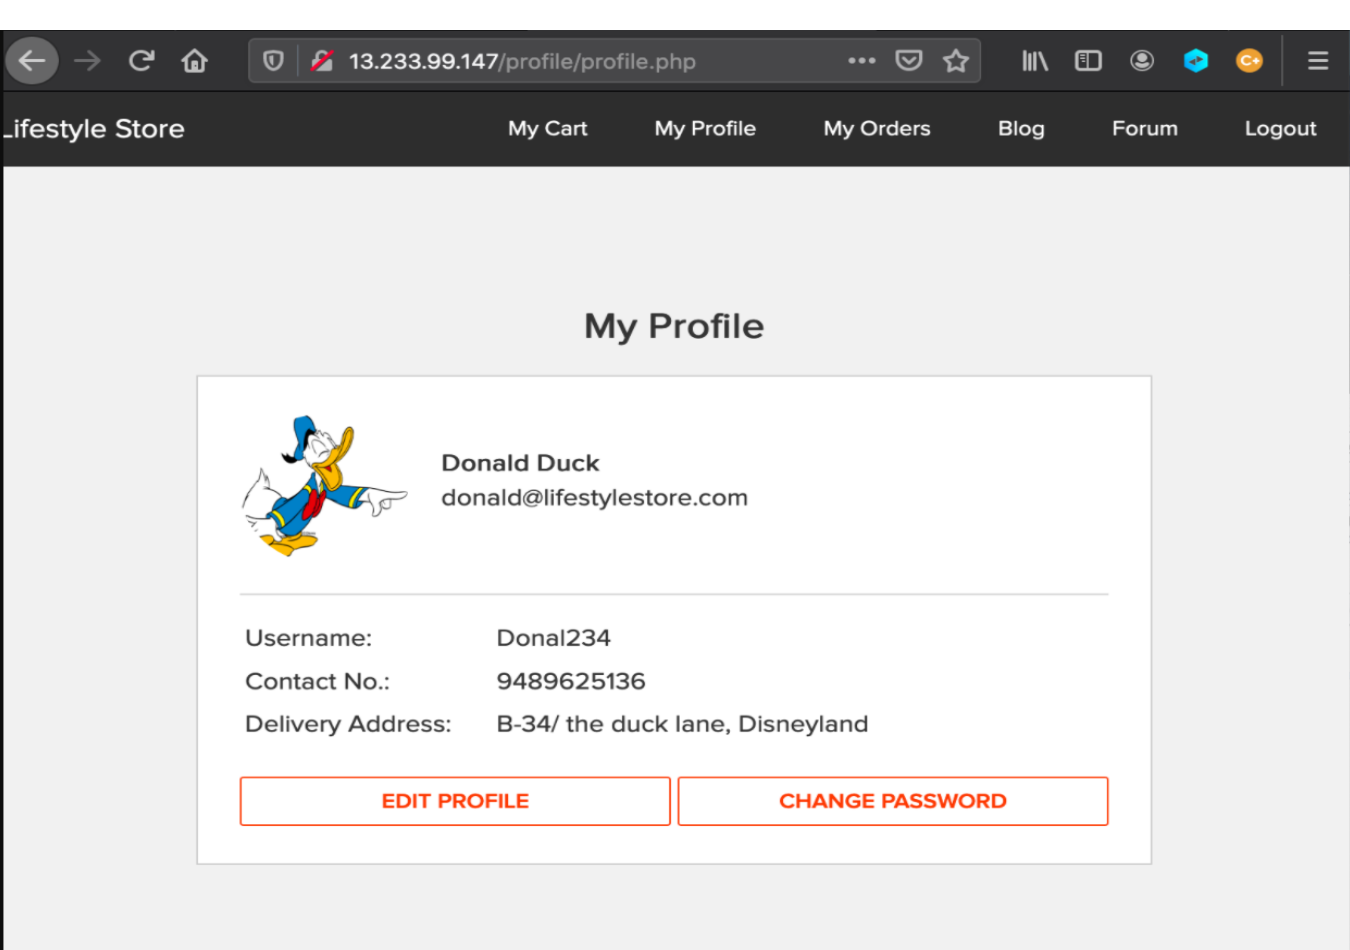 13.233.99.147/profile/profile.php
Lifestyle Store My Cart My Profile My Orders Blog Forum Logout
My Profile
Donald Duck
donald@lifestylestore.com
Username: Donal234
Contact No.: 9489625136
Delivery Address: B-34/ the duck lane, Disneyland
EDIT PROFILE CHANGE PASSWORD